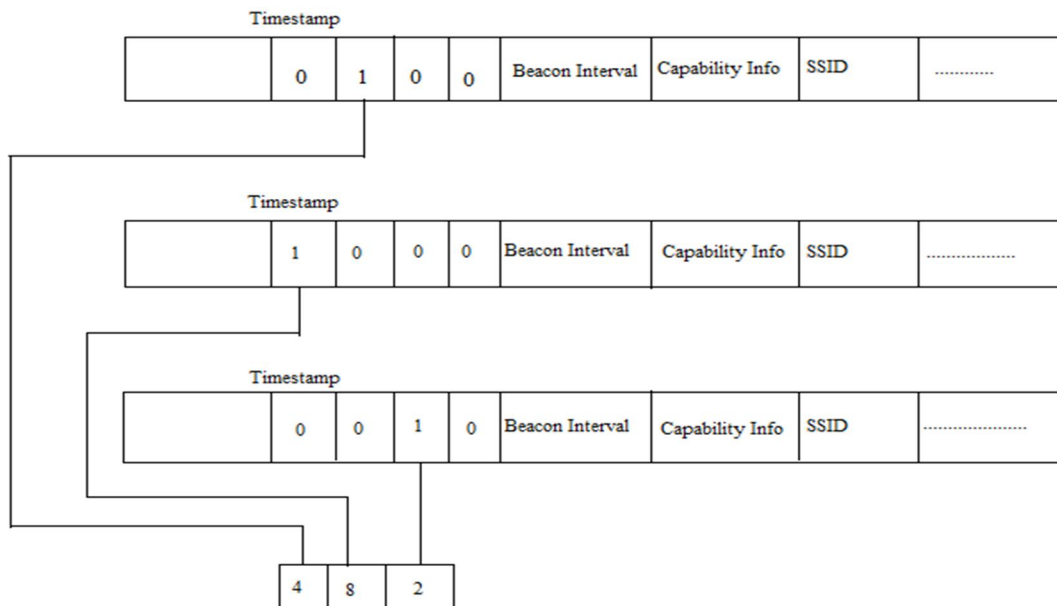 Timestamp
0 1 0 0 Beacon Interval Capability Info SSID ............
Timestamp
1 0 0 0 Beacon Interval Capability Info SSID ..................
Timestamp
0 0 1 0 Beacon Interval Capability Info SSID .....................
4 8 2